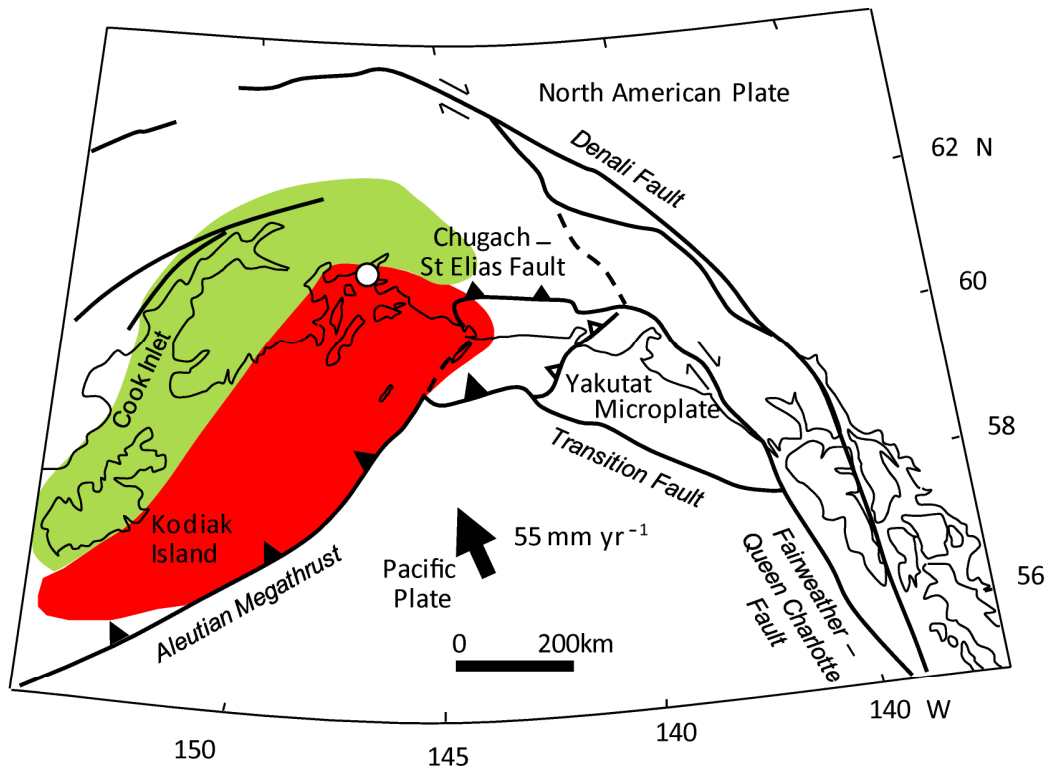 North American Plate
Denali Fault
62 N
Chugach –
St Elias Fault
60
Cook Inlet
Yakutat
Microplate
58
Transition Fault
Kodiak
Island
55 mm yr⁻¹
Pacific
Plate
Aleutian Megathrust
Fairweather –
Queen Charlotte
Fault
56
0 200km
150
145
140
140 W